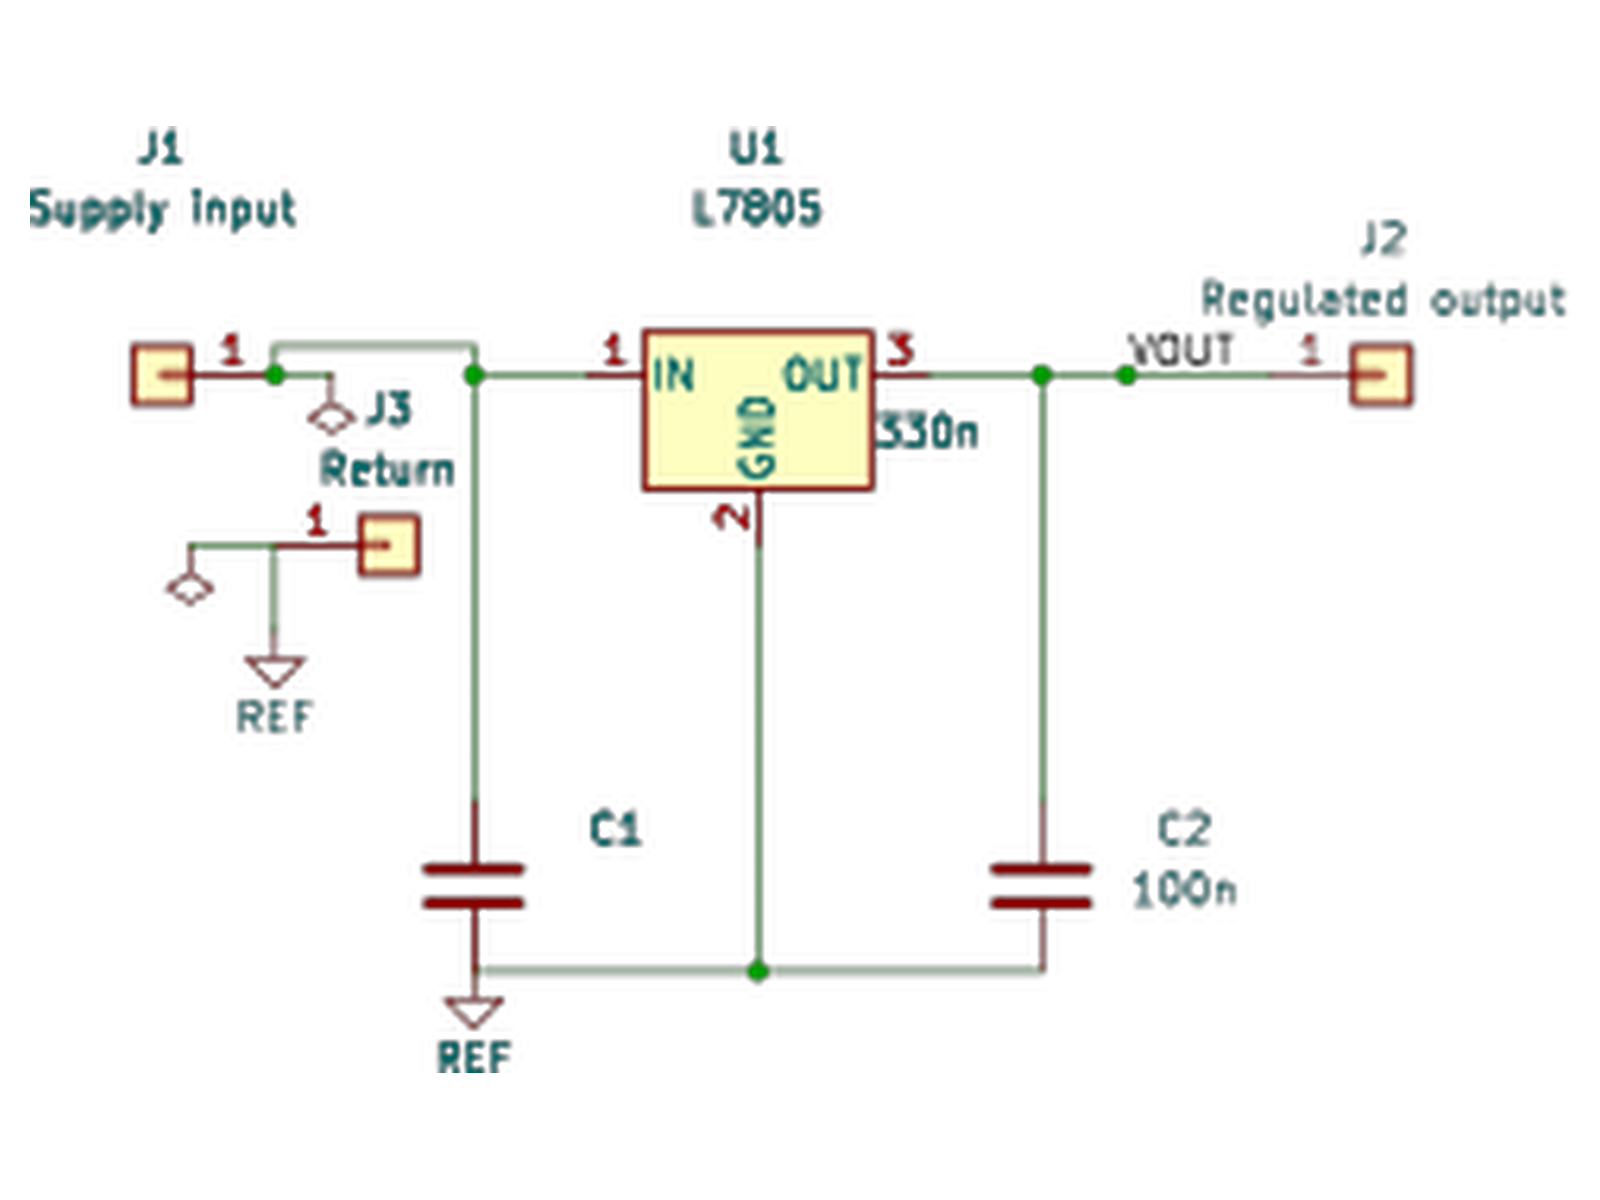 J1
Supply input
U1
L7805
J2
Regulated output
1
1
IN
OUT
GND
3
VOUT
1
330n
J3
Return
2
1
REF
C1
C2
100n
REF